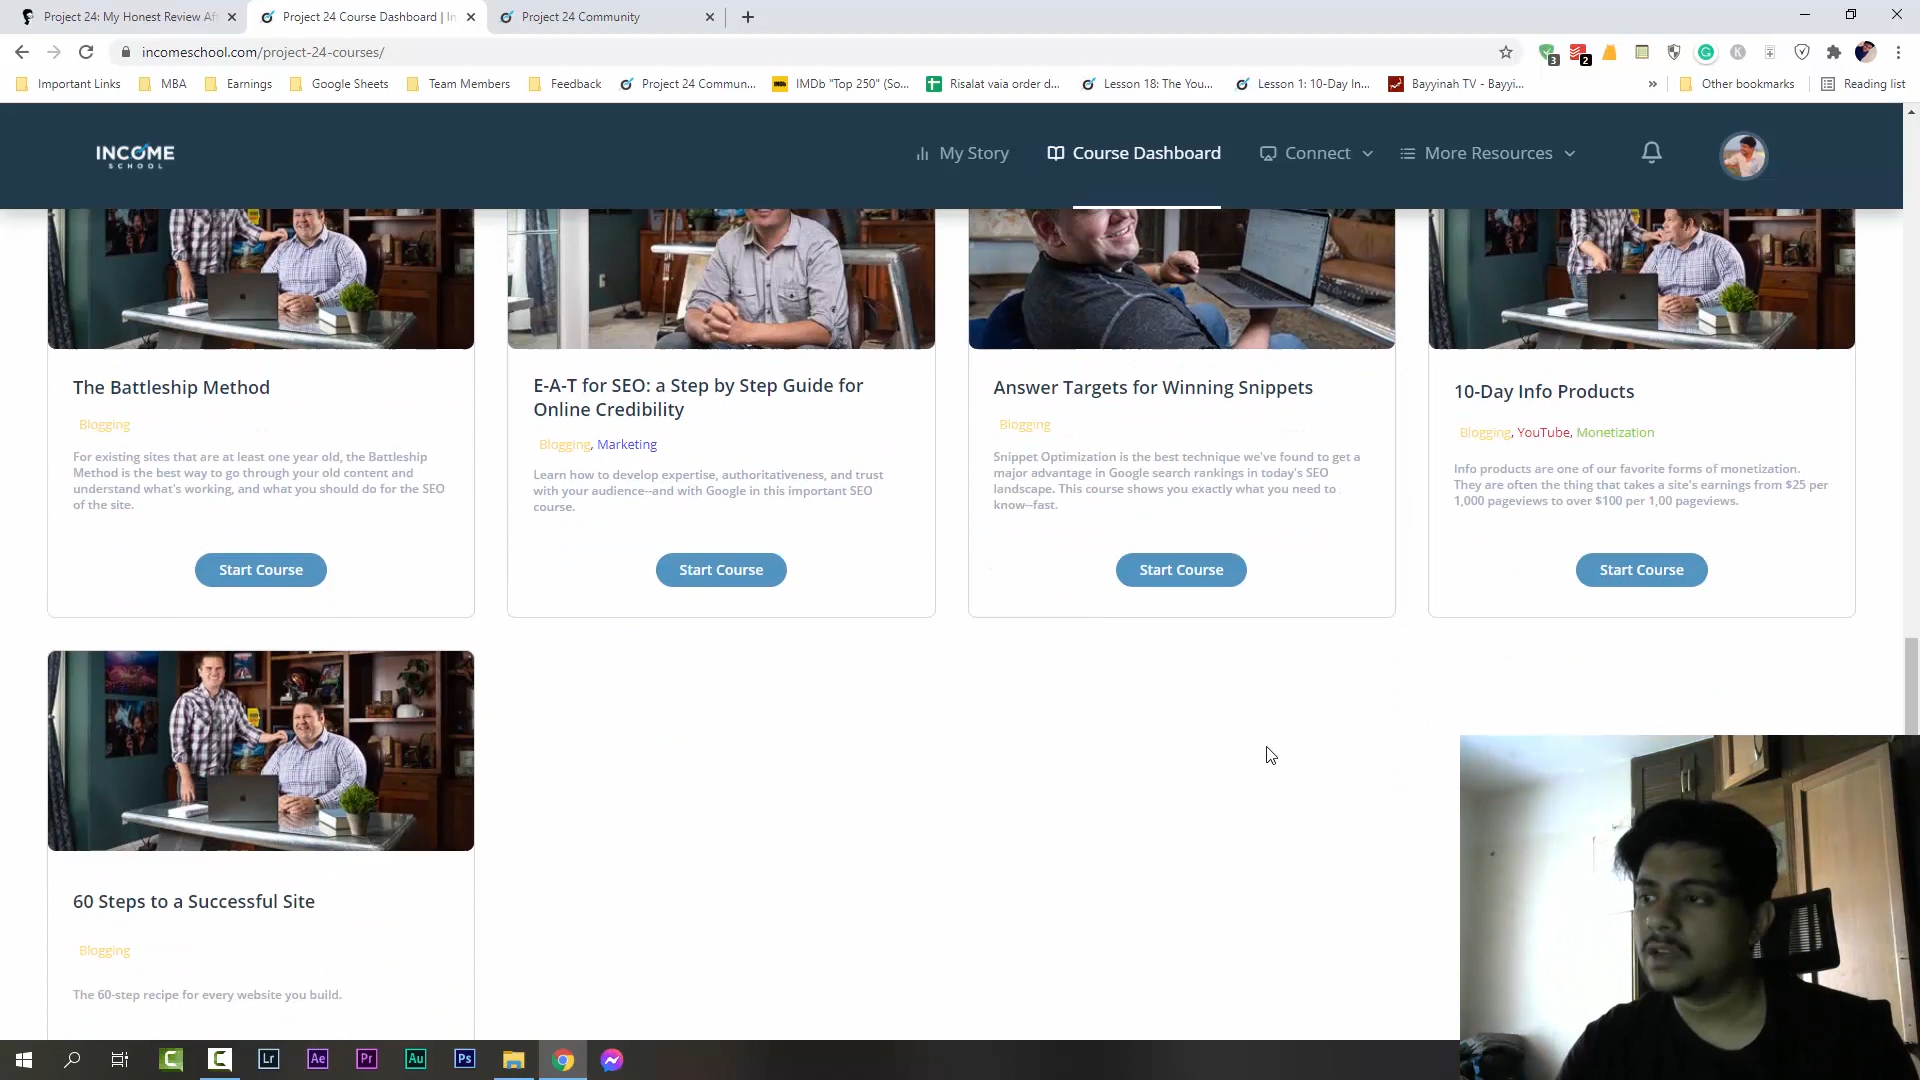 Project 24: My Honest Review Af
Project 24 Course Dashboard | In
Project 24 Community
incomeschool.com/project-24-courses/
3
2
G
K
Important Links
MBA
Earnings
Google Sheets
Team Members
Feedback
Project 24 Commun...
IMDb "Top 250" (So...
Risalat vaia order d...
Lesson 18: The You...
Lesson 1: 10-Day In...
Bayyinah TV - Bayyi...
»
Other bookmarks
Reading list
INCOME
SCHOOL
My Story
Course Dashboard
Connect
More Resources
The Battleship Method
Blogging
For existing sites that are at least one year old, the Battleship
Method is the best way to go through your old content and
understand what's working, and what you should do for the SEO
of the site.
Start Course
E-A-T for SEO: a Step by Step Guide for
Online Credibility
Blogging, Marketing
Learn how to develop expertise, authoritativeness, and trust
with your audience--and with Google in this important SEO
course.
Start Course
Answer Targets for Winning Snippets
Blogging
Snippet Optimization is the best technique we've found to get a
major advantage in Google search rankings in today's SEO
landscape. This course shows you exactly what you need to
know--fast.
Start Course
10-Day Info Products
Blogging, YouTube, Monetization
Info products are one of our favorite forms of monetization.
They are often the thing that takes a site's earnings from $25 per
1,000 pageviews to over $100 per 1,00 pageviews.
Start Course
60 Steps to a Successful Site
Blogging
The 60-step recipe for every website you build.
Lr
Ae
Pr
Au
Ps